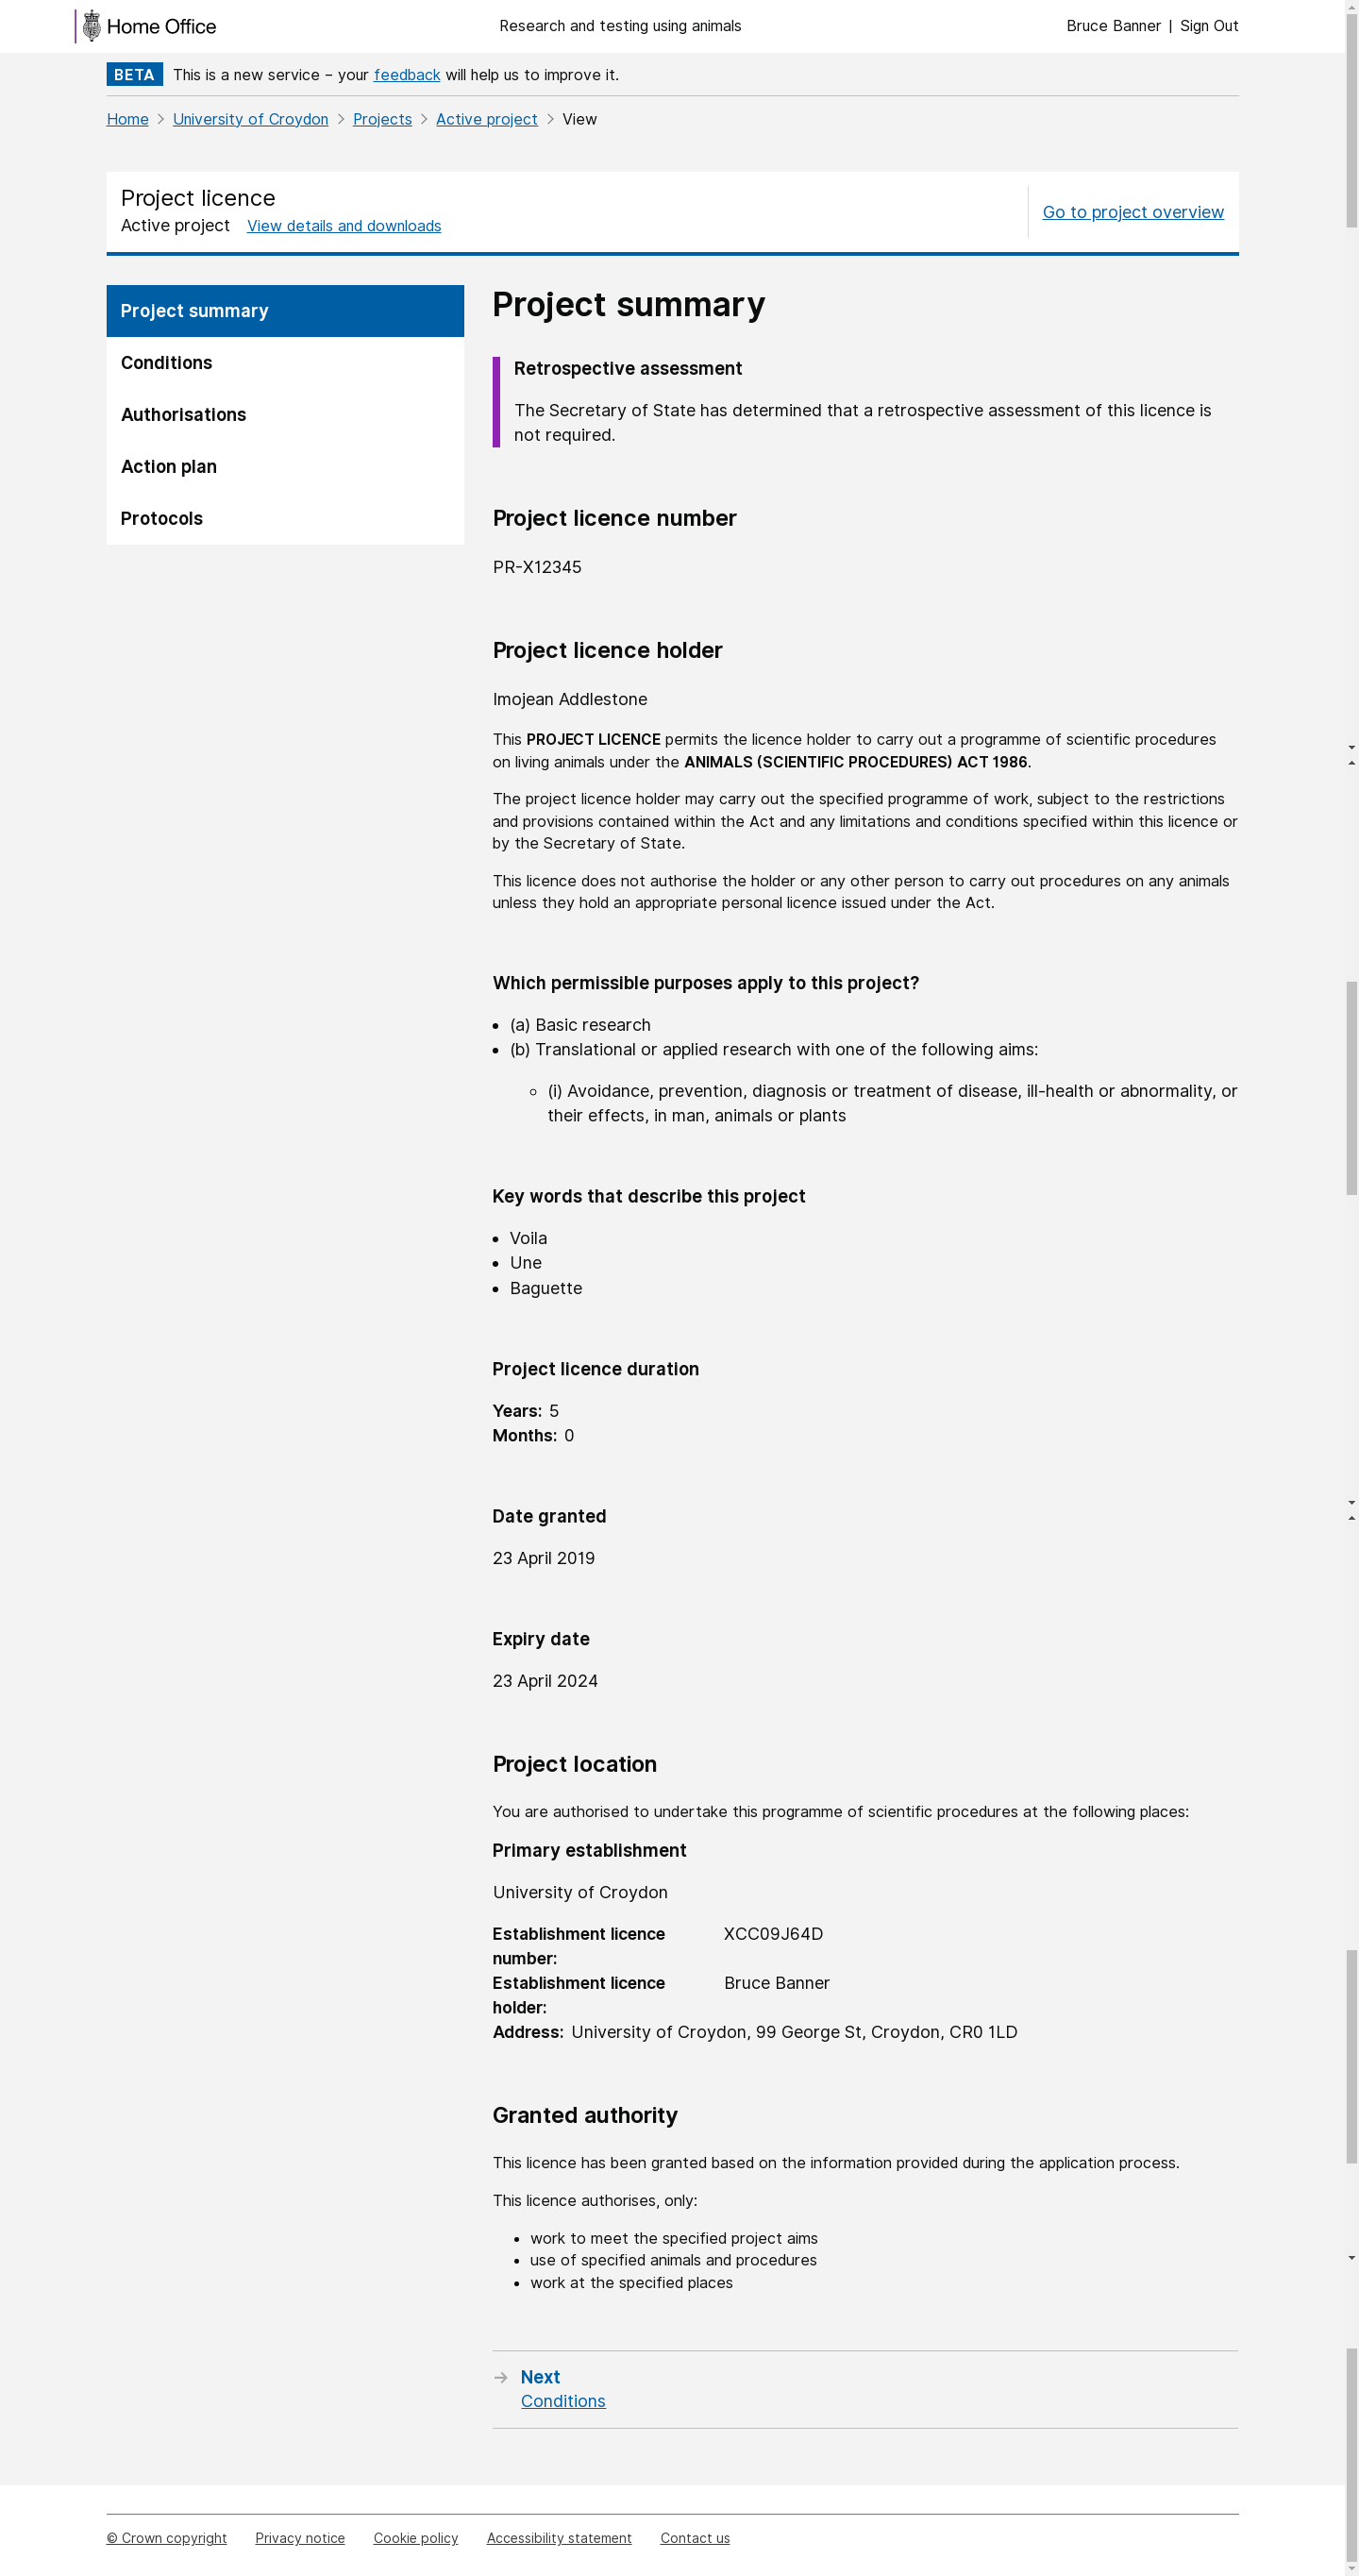 Home Office
Research and testing using animals
Bruce Banner | Sign Out
BETA This is a new service – your feedback will help us to improve it.
Home > University of Croydon > Projects > Active project > View
Project licence
Active project View details and downloads
Go to project overview
Project summary
Conditions
Authorisations
Action plan
Protocols
Project summary
Retrospective assessment
The Secretary of State has determined that a retrospective assessment of this licence is
not required.
Project licence number
PR-X12345
Project licence holder
Imojean Addlestone
This PROJECT LICENCE permits the licence holder to carry out a programme of scientific procedures
on living animals under the ANIMALS (SCIENTIFIC PROCEDURES) ACT 1986.
The project licence holder may carry out the specified programme of work, subject to the restrictions
and provisions contained within the Act and any limitations and conditions specified within this licence or
by the Secretary of State.
This licence does not authorise the holder or any other person to carry out procedures on any animals
unless they hold an appropriate personal licence issued under the Act.
Which permissible purposes apply to this project?
• (a) Basic research
• (b) Translational or applied research with one of the following aims:
◦ (i) Avoidance, prevention, diagnosis or treatment of disease, ill-health or abnormality, or
their effects, in man, animals or plants
Key words that describe this project
• Voila
• Une
• Baguette
Project licence duration
Years: 5
Months: 0
Date granted
23 April 2019
Expiry date
23 April 2024
Project location
You are authorised to undertake this programme of scientific procedures at the following places:
Primary establishment
University of Croydon
Establishment licence XCC09J64D
number:
Establishment licence Bruce Banner
holder:
Address: University of Croydon, 99 George St, Croydon, CR0 1LD
Granted authority
This licence has been granted based on the information provided during the application process.
This licence authorises, only:
• work to meet the specified project aims
• use of specified animals and procedures
• work at the specified places
→ Next
Conditions
© Crown copyright Privacy notice Cookie policy Accessibility statement Contact us